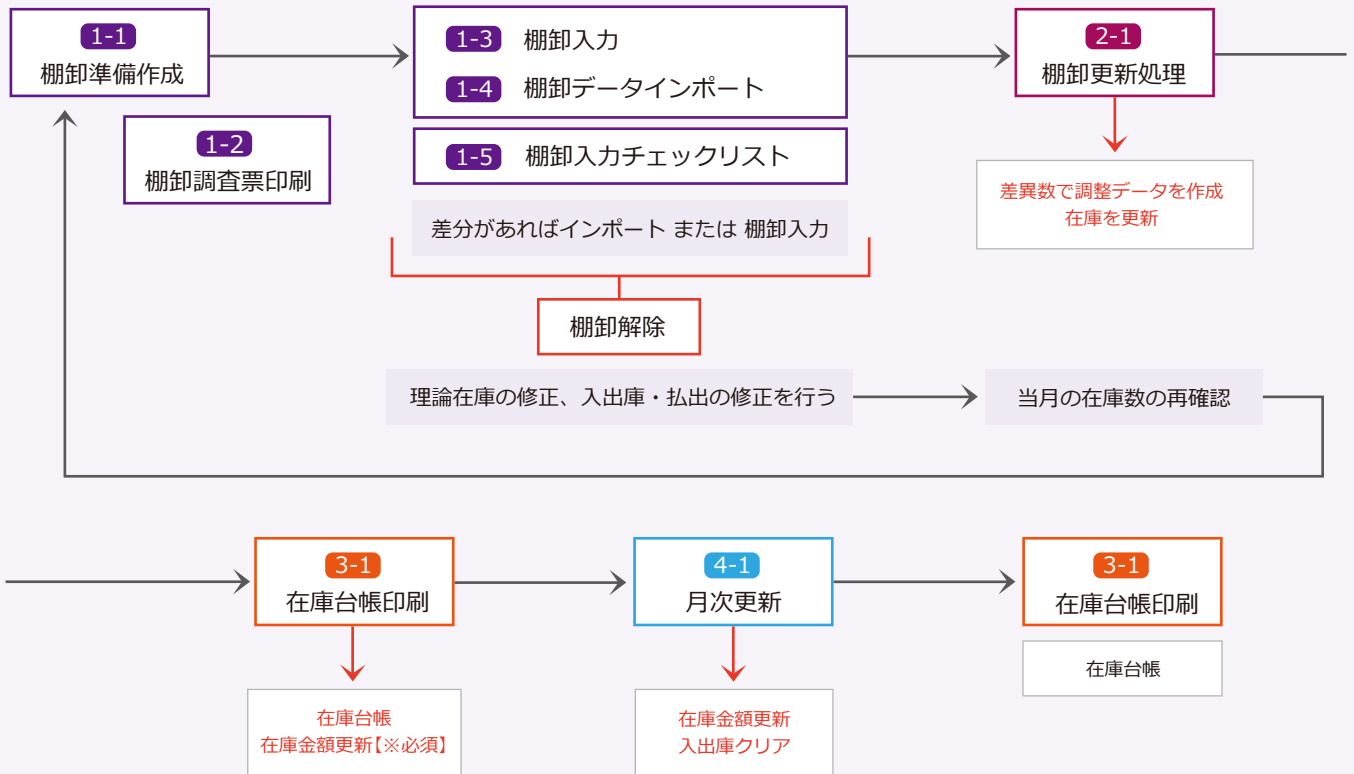 1-1
棚卸準備作成
1-2
棚卸調査票印刷
1-3 棚卸入力
1-4 棚卸データインポート
1-5 棚卸入力チェックリスト
差分があればインポート または 棚卸入力
棚卸解除
2-1
棚卸更新処理
差異数で調整データを作成
在庫を更新
理論在庫の修正、入出庫・払出の修正を行う
当月の在庫数の再確認
3-1
在庫台帳印刷
在庫台帳
在庫金額更新【※必須】
4-1
月次更新
在庫金額更新
入出庫クリア
3-1
在庫台帳印刷
在庫台帳